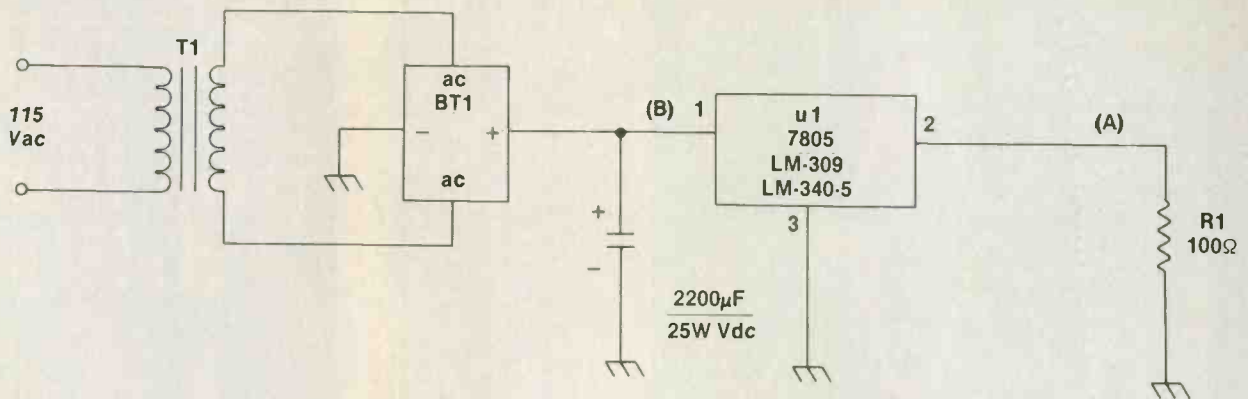 T1
115
Vac
ac
BT1
− +
ac
(B) 1
u1
7805
LM-309
LM-340-5
2
3
(A)
+
−
2200µF
25W Vdc
R1
100Ω